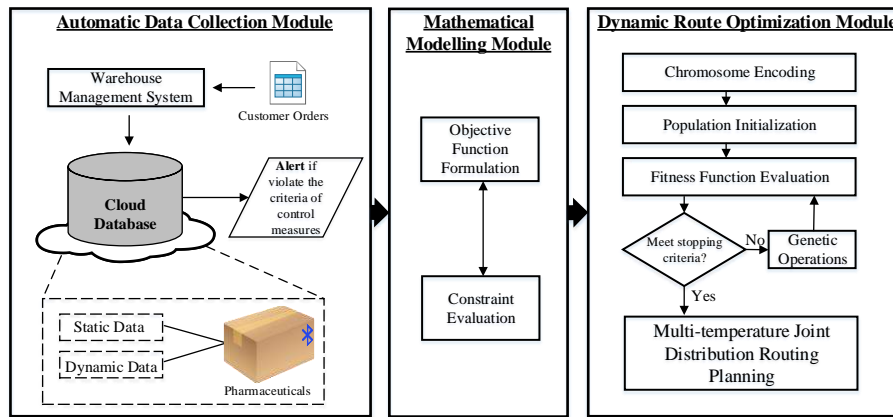 Automatic Data Collection Module
Warehouse
Management System
Customer Orders
Cloud
Database
Alert if
violate the
criteria of
control
measures
Static Data
Dynamic Data
Pharmaceuticals
Mathematical
Modelling Module
Objective
Function
Formulation
Constraint
Evaluation
Dynamic Route Optimization Module
Chromosome Encoding
Population Initialization
Fitness Function Evaluation
Meet stopping
criteria?
No
Genetic
Operations
Yes
Multi-temperature Joint
Distribution Routing
Planning